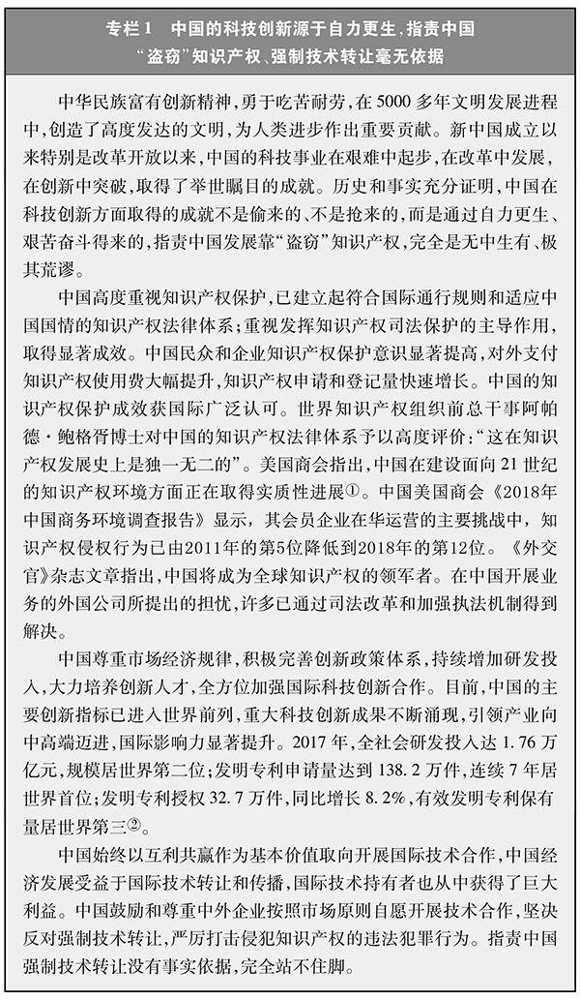 专栏1 中国的科技创新源于自力更生,指责中国
“盗窃”知识产权、强制技术转让毫无依据
中华民族富有创新精神,勇于吃苦耐劳,在5000多年文明发展进程
中,创造了高度发达的文明,为人类进步作出重要贡献。新中国成立以
来特别是改革开放以来,中国的科技事业在艰难中起步,在改革中发展,
在创新中突破,取得了举世瞩目的成就。历史和事实充分证明,中国在
科技创新方面取得的成就不是偷来的、不是抢来的,而是通过自力更生、
艰苦奋斗得来的,指责中国发展靠“盗窃”知识产权,完全是无中生有、极
其荒谬。
中国高度重视知识产权保护,已建立起符合国际通行规则和适应中
国国情的知识产权法律体系;重视发挥知识产权司法保护的主导作用,
取得显著成效。中国民众和企业知识产权保护意识显著提高,对外支付
知识产权使用费大幅提升,知识产权申请和登记量快速增长。中国的知
识产权保护成效获国际广泛认可。世界知识产权组织前总干事阿帕
德·鲍格胥博士对中国的知识产权法律体系予以高度评价:“这在知识
产权发展史上是独一无二的”。美国商会指出,中国在建设面向21世纪
的知识产权环境方面正在取得实质性进展①。中国美国商会《2018年
中国商务环境调查报告》显示，其会员企业在华运营的主要挑战中，知
识产权侵权行为已由2011年的第5位降低到2018年的第12位。《外交
官》杂志文章指出,中国将成为全球知识产权的领军者。在中国开展业
务的外国公司所提出的担忧,许多已通过司法改革和加强执法机制得到
解决。
中国尊重市场经济规律,积极完善创新政策体系,持续增加研发投
入,大力培养创新人才,全方位加强国际科技创新合作。目前,中国的主
要创新指标已进入世界前列,重大科技创新成果不断涌现,引领产业向
中高端迈进,国际影响力显著提升。2017年,全社会研发投入达1.76万
亿元,规模居世界第二位;发明专利申请量达到138.2万件,连续7年居
世界首位;发明专利授权32.7万件,同比增长8.2%,有效发明专利保有
量居世界第三②。
中国始终以互利共赢作为基本价值取向开展国际技术合作,中国经
济发展受益于国际技术转让和传播,国际技术持有者也从中获得了巨大
利益。中国鼓励和尊重中外企业按照市场原则自愿开展技术合作,坚决
反对强制技术转让,严厉打击侵犯知识产权的违法犯罪行为。指责中国
强制技术转让没有事实依据,完全站不住脚。